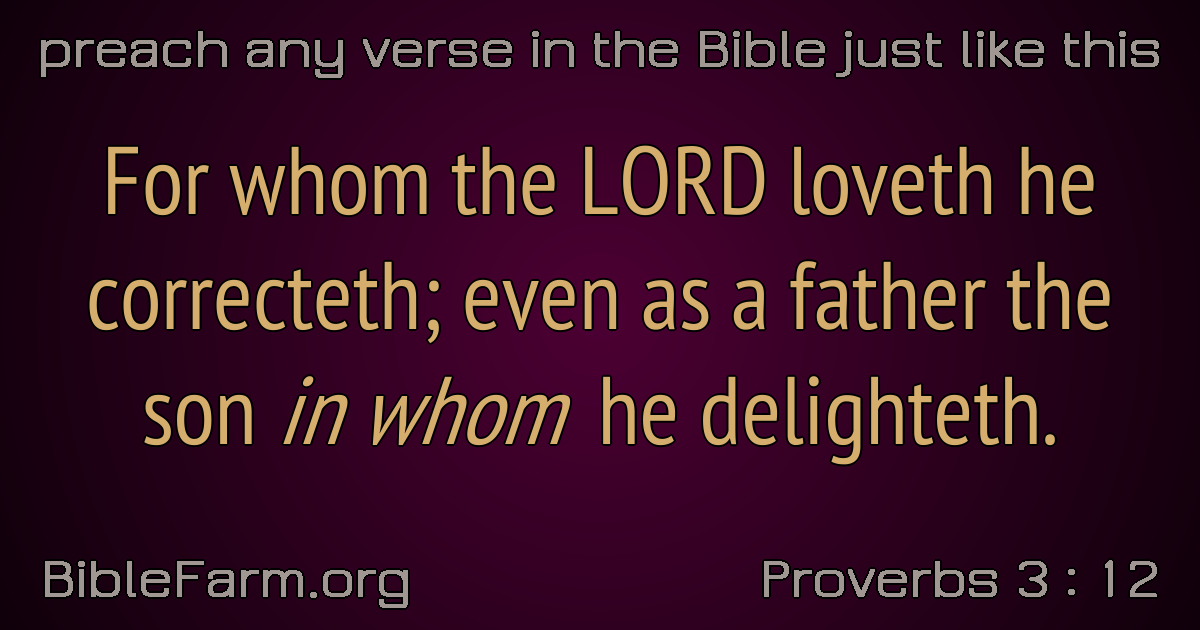 preach any verse in the Bible just like this
For whom the LORD loveth he
correcteth; even as a father the
son in whom he delighteth.
BibleFarm.org
Proverbs 3 : 12